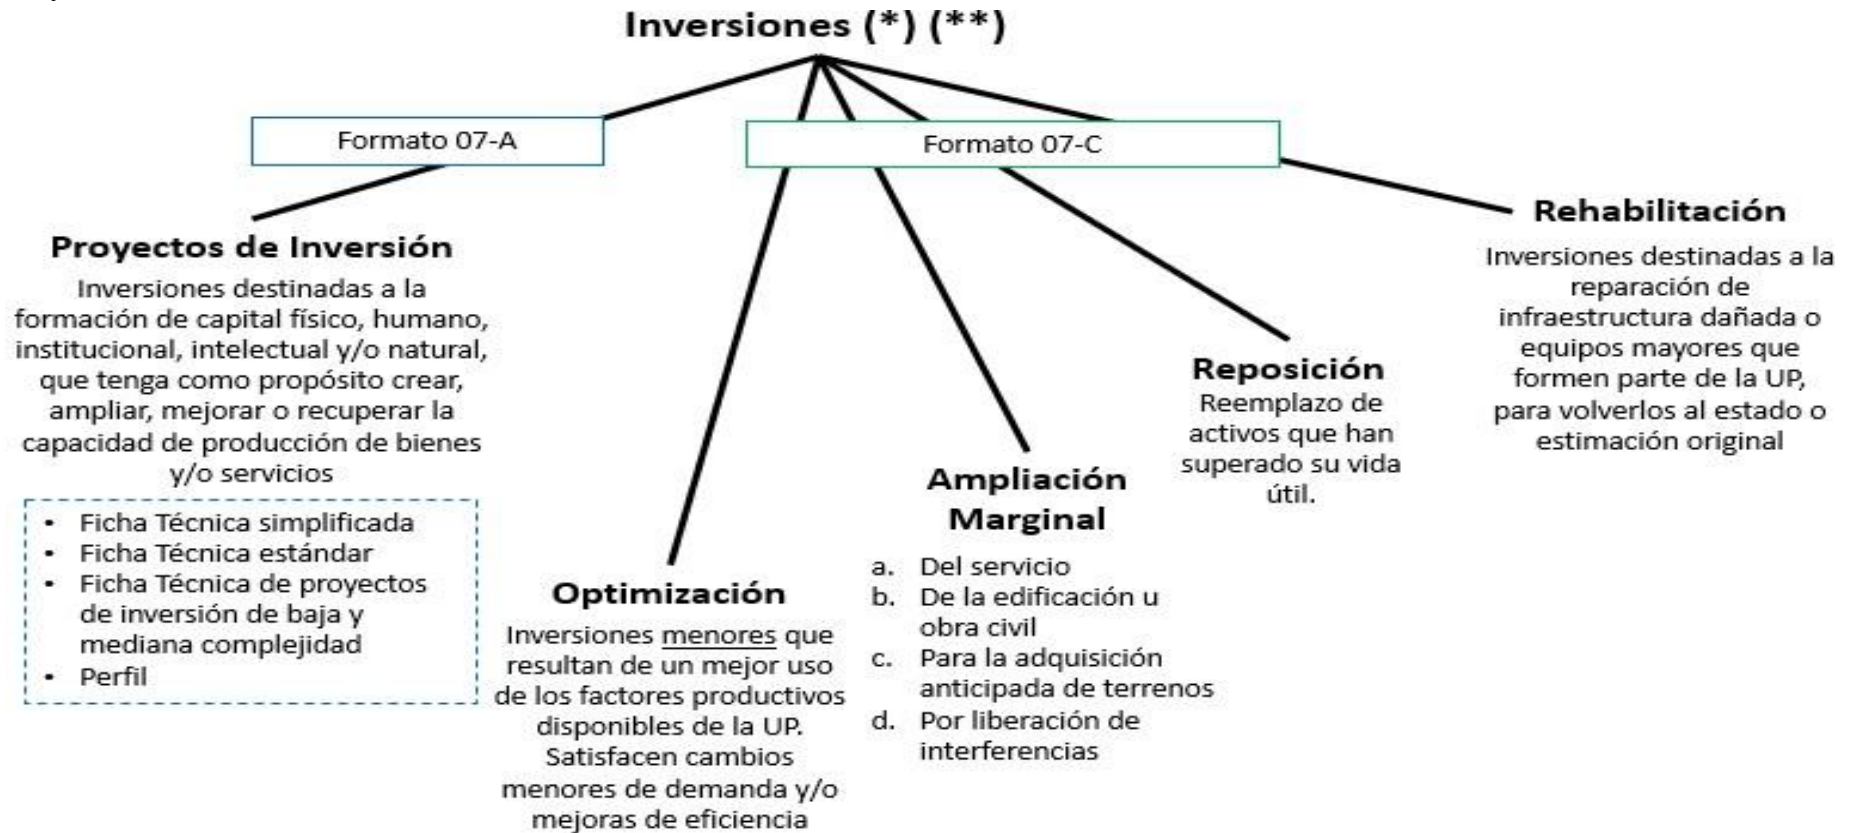 Inversiones (*) (**)
Formato 07-A
Formato 07-C
Proyectos de Inversión
Inversiones destinadas a la
formación de capital físico, humano,
institucional, intelectual y/o natural,
que tenga como propósito crear,
ampliar, mejorar o recuperar la
capacidad de producción de bienes
y/o servicios
• Ficha Técnica simplificada
• Ficha Técnica estándar
• Ficha Técnica de proyectos
de inversión de baja y
mediana complejidad
• Perfil
Optimización
Inversiones menores que
resultan de un mejor uso
de los factores productivos
disponibles de la UP.
Satisfacen cambios
menores de demanda y/o
mejoras de eficiencia
Ampliación
Marginal
a. Del servicio
b. De la edificación u
obra civil
c. Para la adquisición
anticipada de terrenos
d. Por liberación de
interferencias
Reposición
Reemplazo de
activos que han
superado su vida
útil.
Rehabilitación
Inversiones destinadas a la
reparación de
infraestructura dañada o
equipos mayores que
formen parte de la UP,
para volverlos al estado o
estimación original